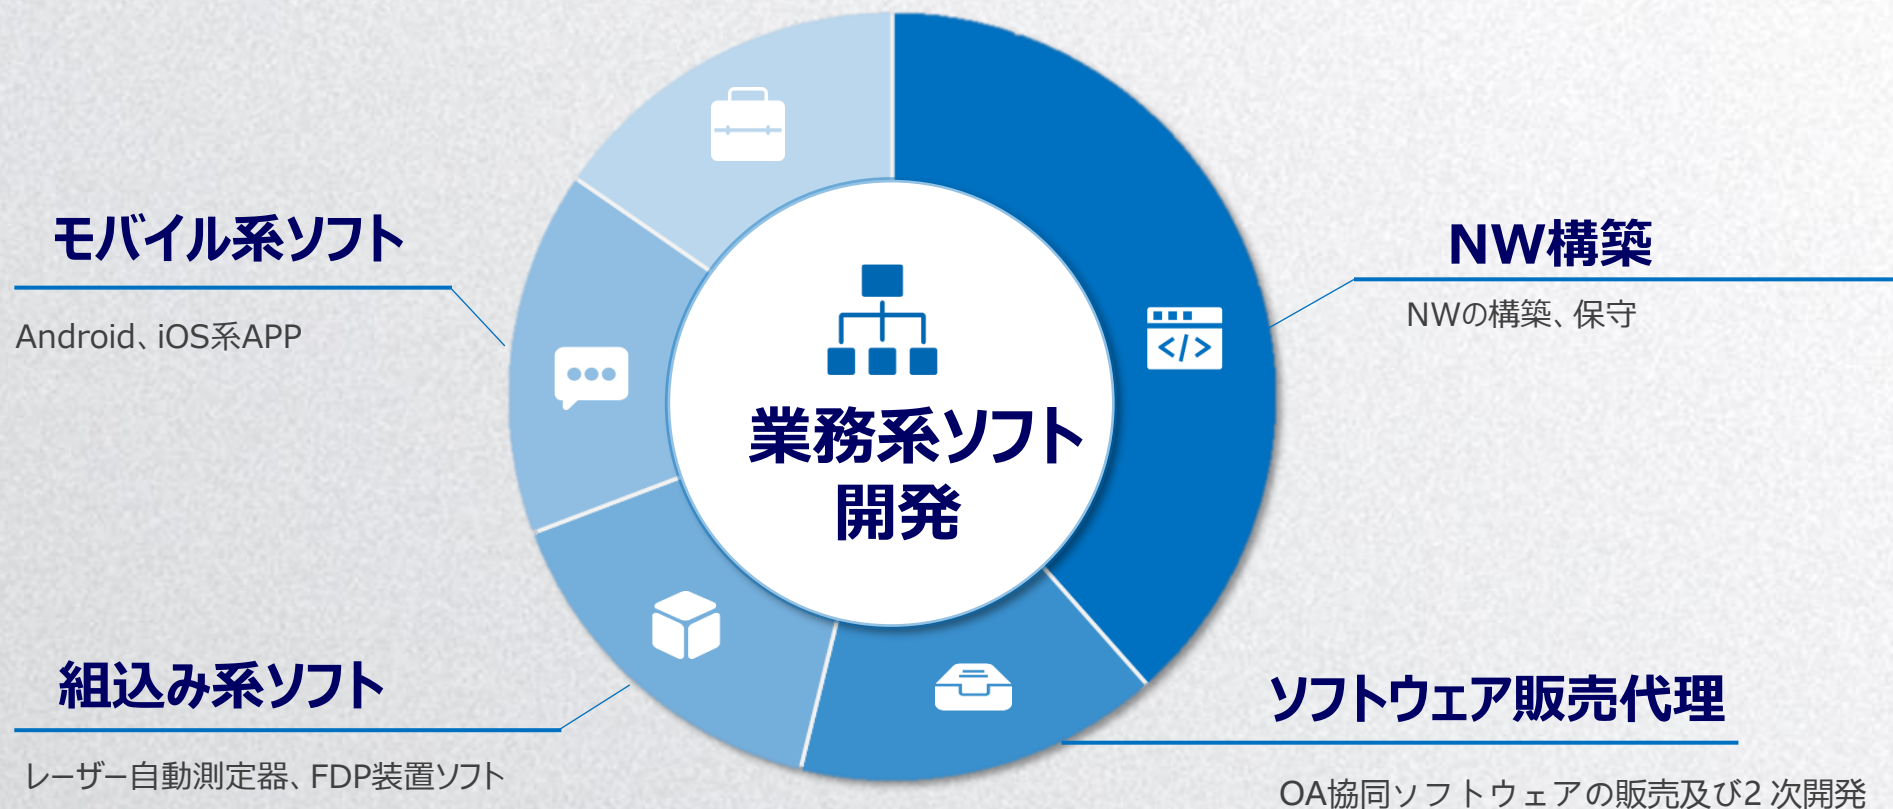 モバイル系ソフト
Android、iOS系APP
NW構築
NWの構築、保守
</>
業務系ソフト
開発
組込み系ソフト
レーザー自動測定器、FDP装置ソフト
ソフトウェア販売代理
OA協同ソフトウェアの販売及び2 次開発